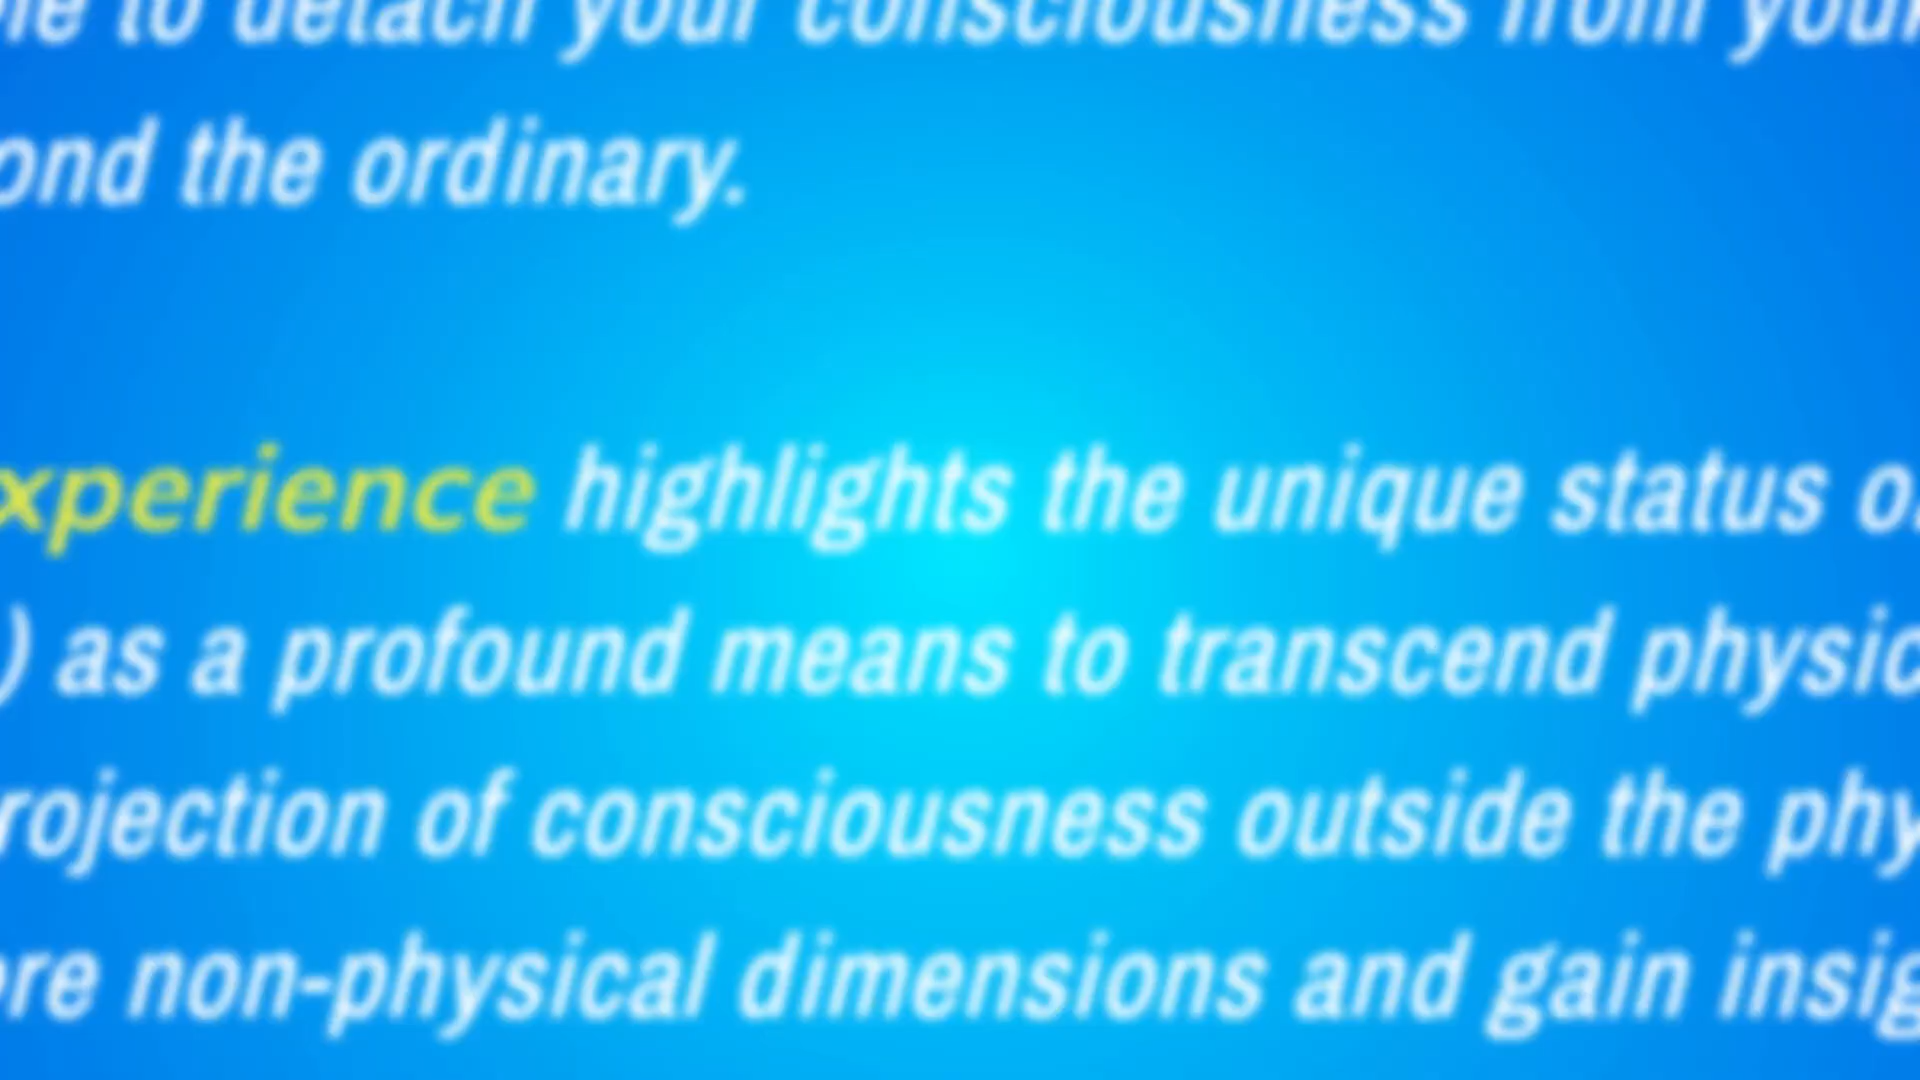 to detach your consciousness from your
ond the ordinary.
xperience highlights the unique status
) as a profound means to transcend physic
rojection of consciousness outside the phy
ore non-physical dimensions and gain insig